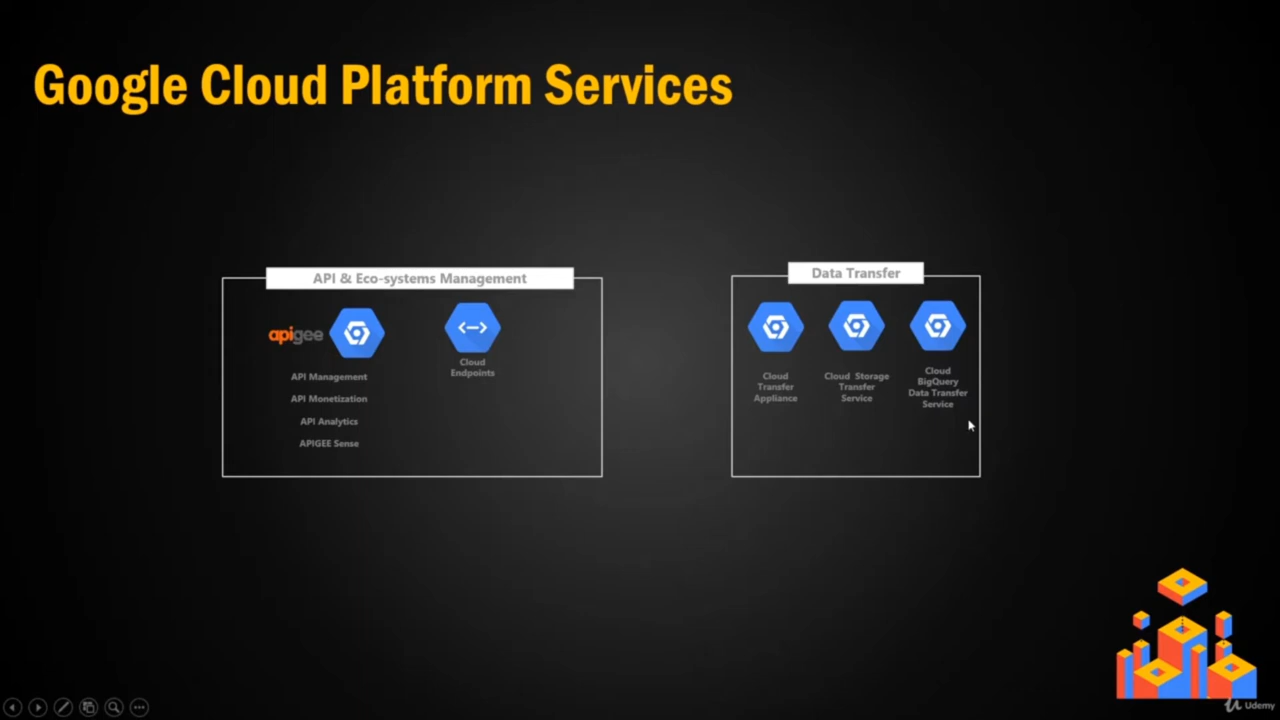 Google Cloud Platform Services
API & Eco-systems Management
apigee
API Management
API Monetization
API Analytics
APIGEE Sense
Cloud
Endpoints
Data Transfer
Cloud
Transfer
Appliance
Cloud Storage
Transfer
Service
Cloud
BigQuery
Data Transfer
Service
Udemy